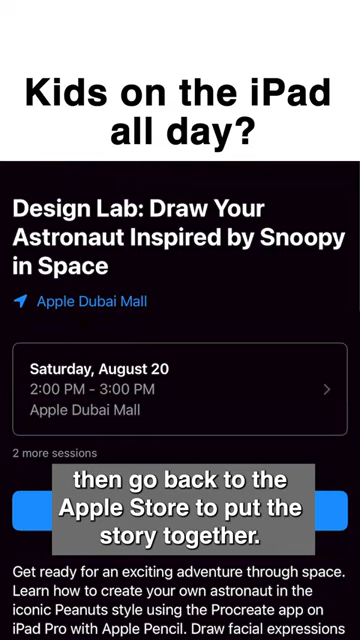 Kids on the iPad
all day?
Design Lab: Draw Your
Astronaut Inspired by Snoopy
in Space
Apple Dubai Mall
Saturday, August 20
2:00 PM – 3:00 PM
Apple Dubai Mall
2 more sessions
then go back to the
Apple Store to put the
story together.
Get ready for an exciting adventure through space.
Learn how to create your own astronaut in the
iconic Peanuts style using the Procreate app on
iPad Pro with Apple Pencil. Draw facial expressions